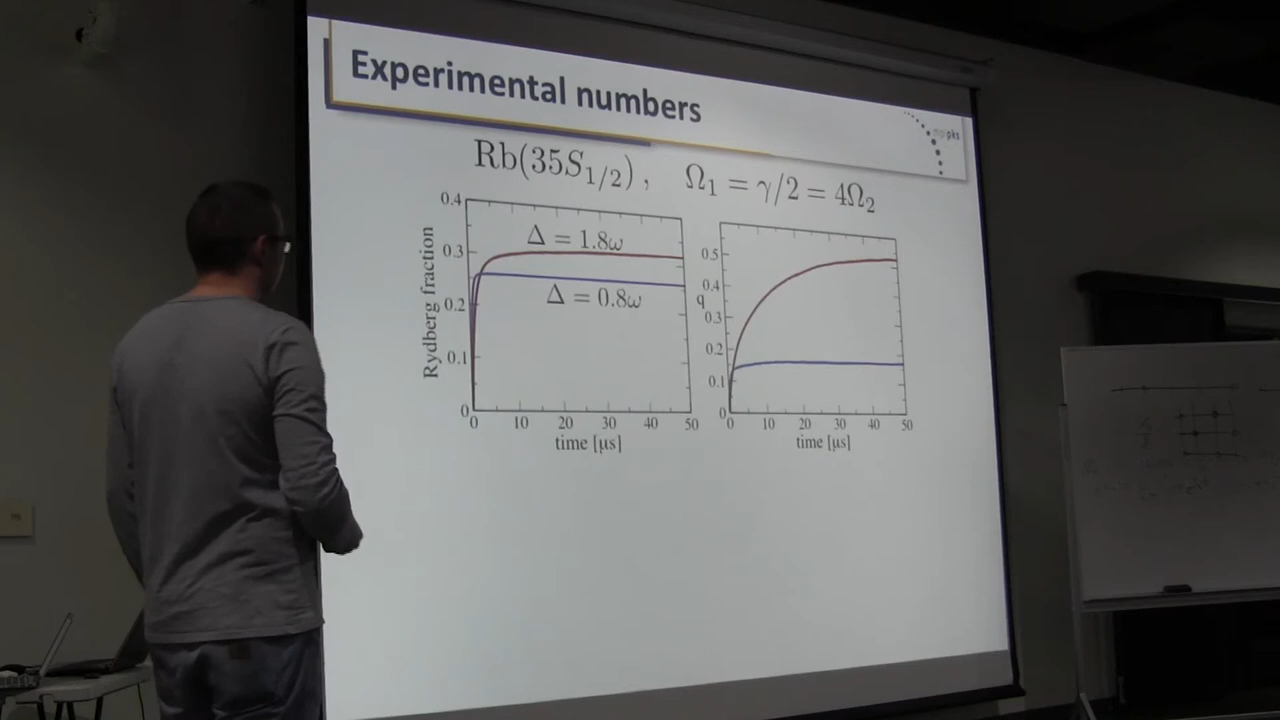 Experimental numbers
mpipks
Rb(35S1/2) , Ω1 = γ/2 = 4Ω2
Rydberg fraction
0.4
0.3
0.2
0.1
0
Δ = 1.8ω
Δ = 0.8ω
0 10 20 30 40 50
time [μs]
q
0.5
0.4
0.3
0.2
0.1
0
0 10 20 30 40 50
time [μs]